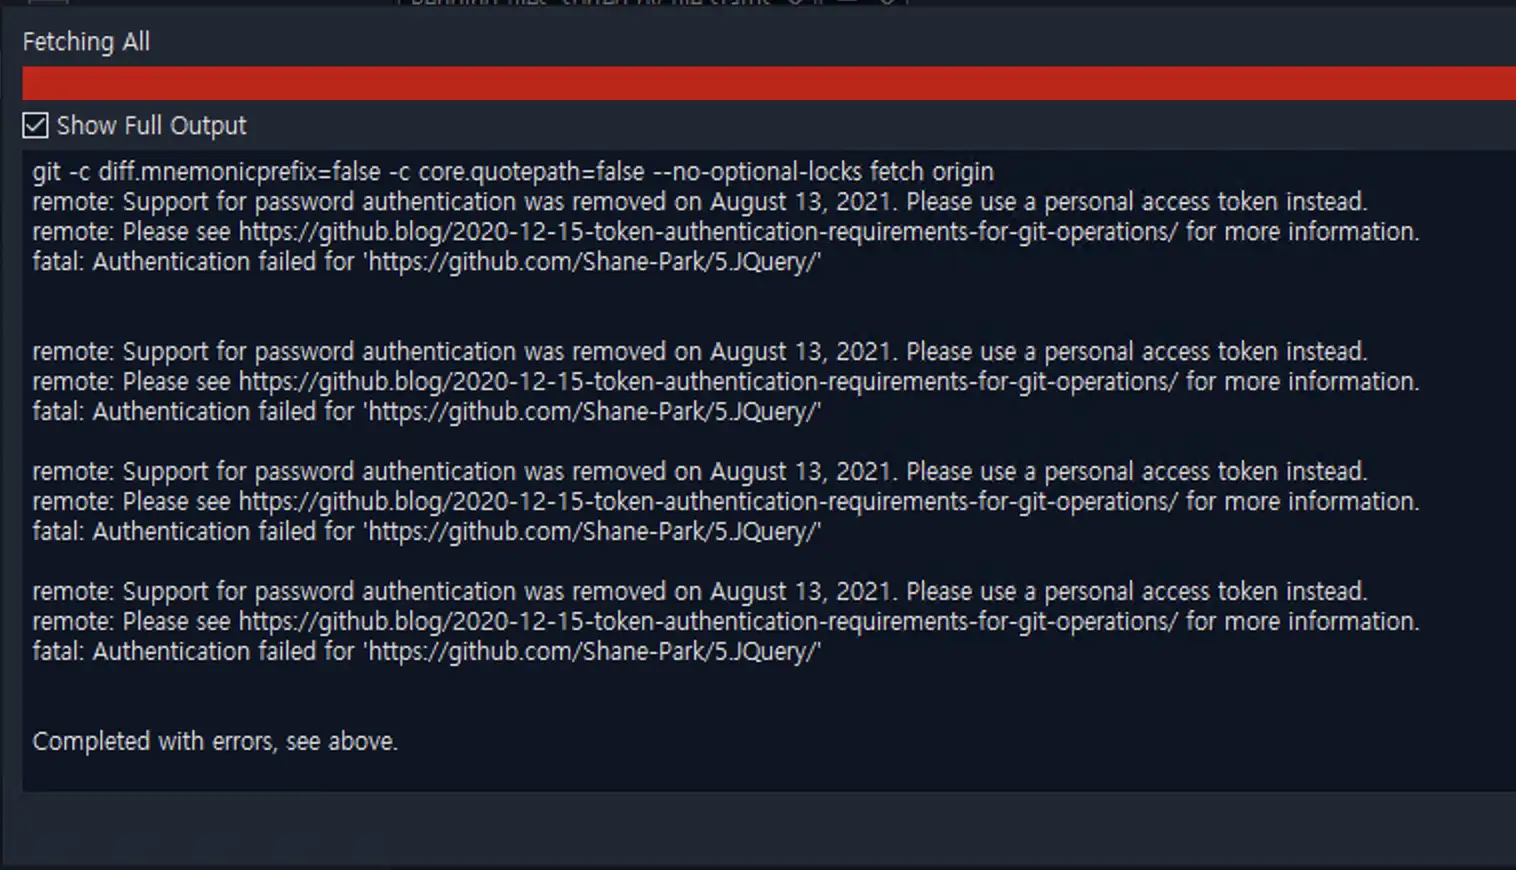 Fetching All
Show Full Output
git -c diff.mnemonicprefix=false -c core.quotepath=false --no-optional-locks fetch origin
remote: Support for password authentication was removed on August 13, 2021. Please use a personal access token instead.
remote: Please see https://github.blog/2020-12-15-token-authentication-requirements-for-git-operations/ for more information.
fatal: Authentication failed for 'https://github.com/Shane-Park/5.JQuery/'
remote: Support for password authentication was removed on August 13, 2021. Please use a personal access token instead.
remote: Please see https://github.blog/2020-12-15-token-authentication-requirements-for-git-operations/ for more information.
fatal: Authentication failed for 'https://github.com/Shane-Park/5.JQuery/'
remote: Support for password authentication was removed on August 13, 2021. Please use a personal access token instead.
remote: Please see https://github.blog/2020-12-15-token-authentication-requirements-for-git-operations/ for more information.
fatal: Authentication failed for 'https://github.com/Shane-Park/5.JQuery/'
remote: Support for password authentication was removed on August 13, 2021. Please use a personal access token instead.
remote: Please see https://github.blog/2020-12-15-token-authentication-requirements-for-git-operations/ for more information.
fatal: Authentication failed for 'https://github.com/Shane-Park/5.JQuery/'
Completed with errors, see above.